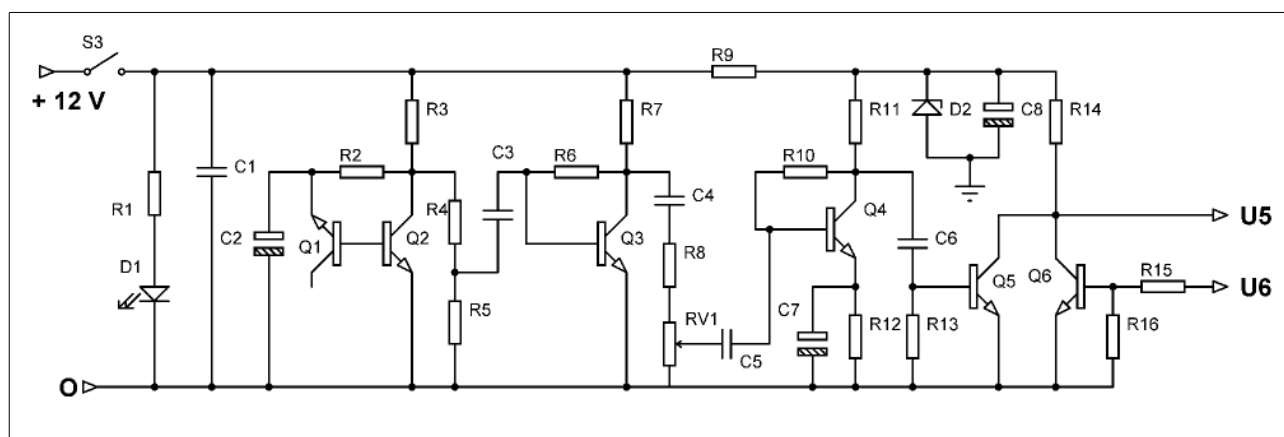 S3
+ 12 V
R9
R3
R7
R11
D2
C8
R14
R2
C3
R6
R10
C1
C4
R1
R4
Q4
U5
C2
Q1
Q2
Q3
R8
C6
D1
Q5
Q6
R15
U6
R5
RV1
C7
R12
R13
R16
C5
O